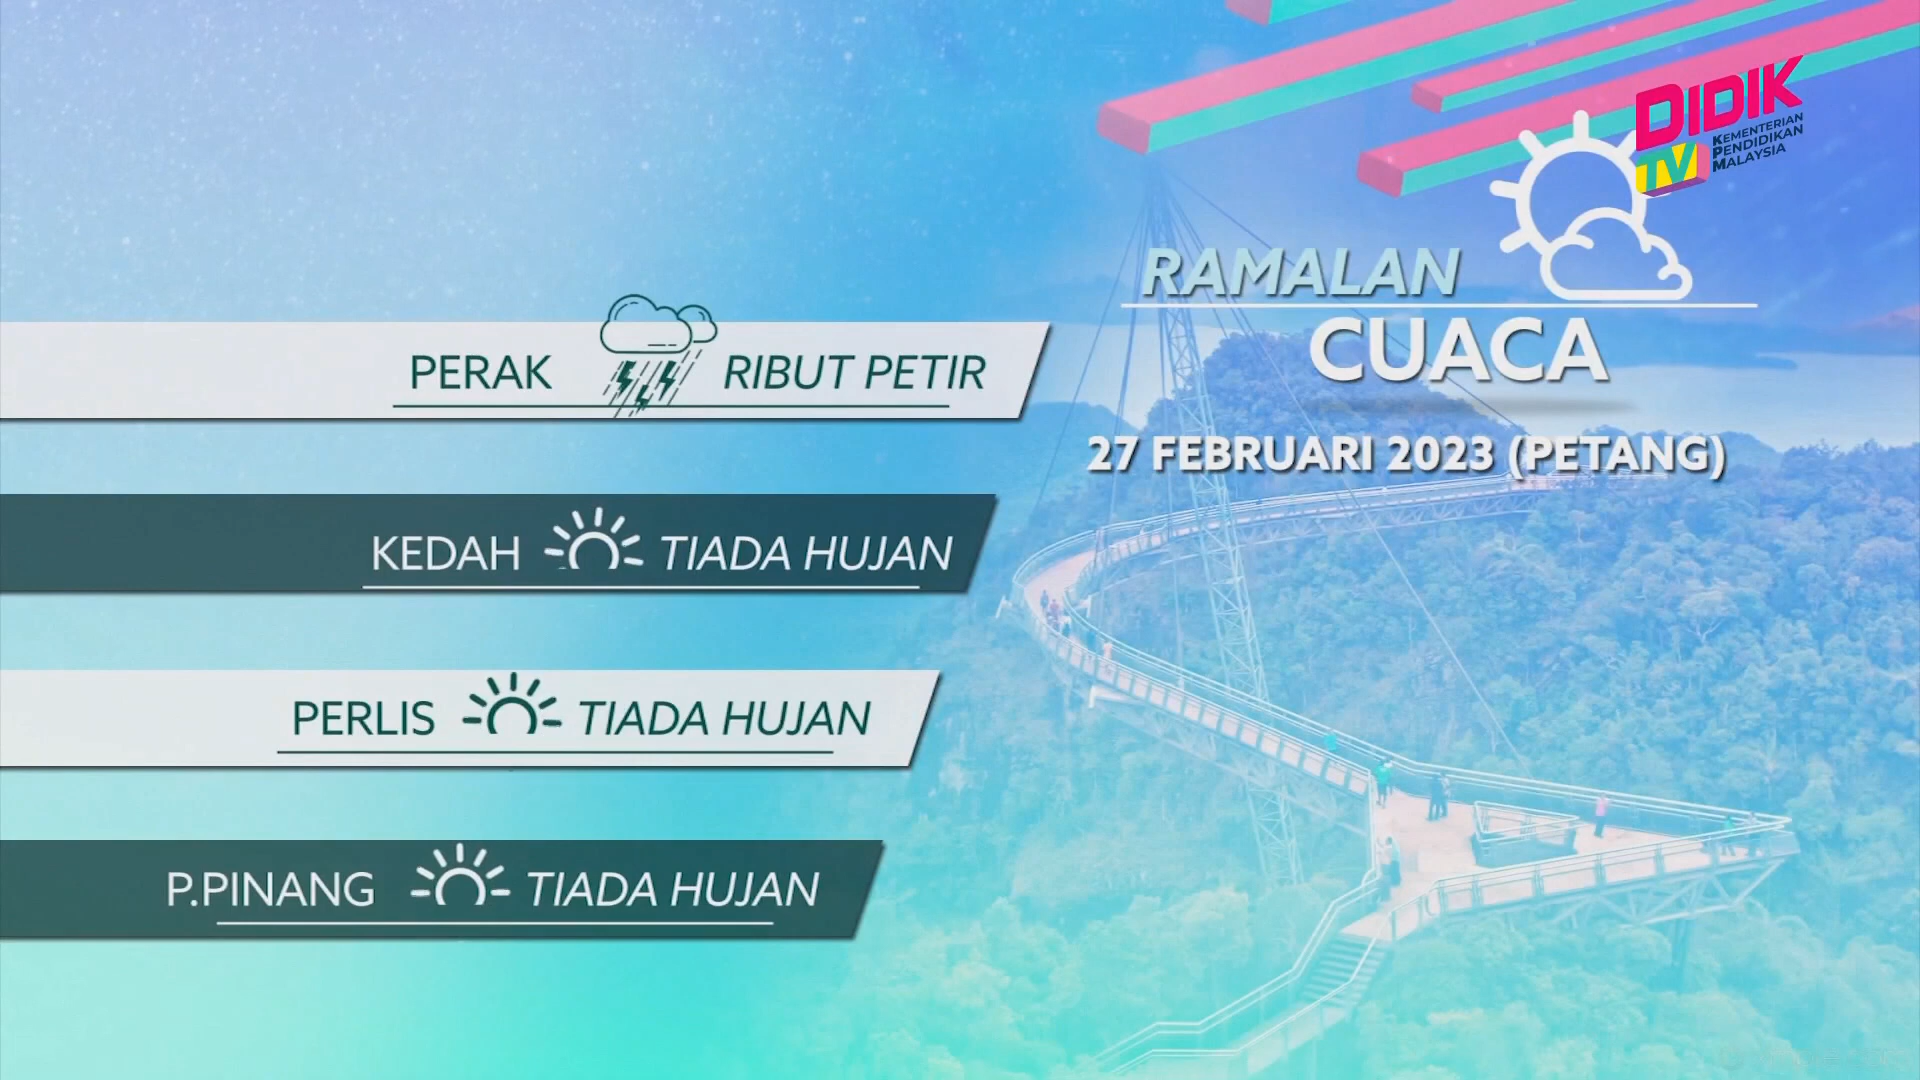 DIDIK
TV
KEMENTERIAN
PENDIDIKAN
MALAYSIA
RAMALAN
CUACA
27 FEBRUARI 2023 (PETANG)
PERAK RIBUT PETIR
KEDAH TIADA HUJAN
PERLIS TIADA HUJAN
P.PINANG TIADA HUJAN